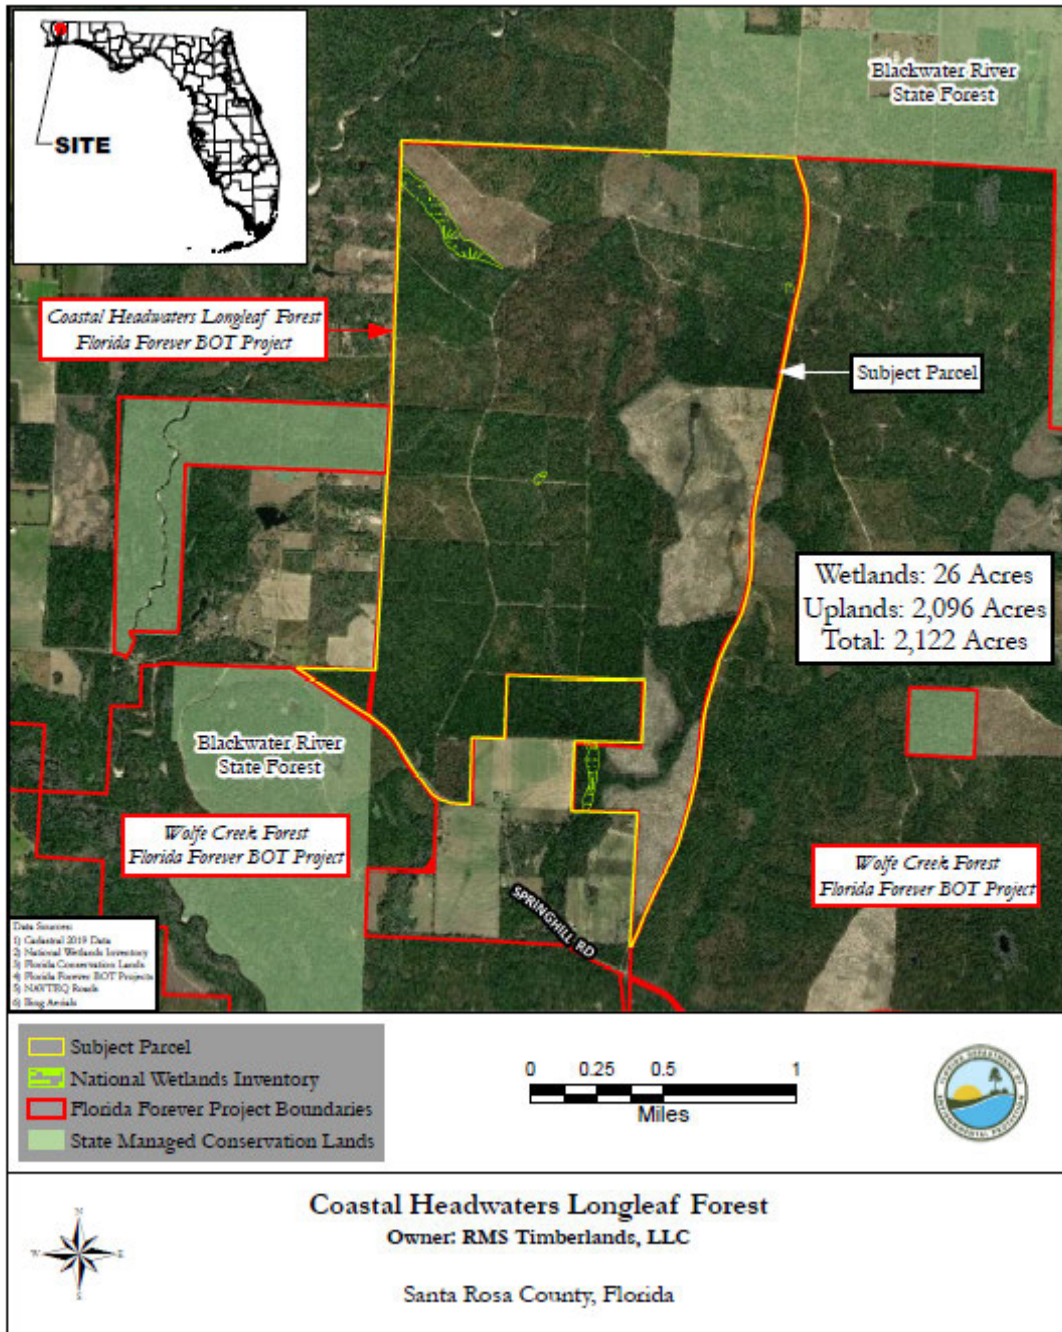 SITE
Blackwater River
State Forest
Coastal Headwaters Longleaf Forest
Florida Forever BOT Project
Subject Parcel
Wetlands: 26 Acres
Uplands: 2,096 Acres
Total: 2,122 Acres
Blackwater River
State Forest
Wolfe Creek Forest
Florida Forever BOT Project
Wolfe Creek Forest
Florida Forever BOT Project
SPRINGHILL RD
Data Sources:
1) Cadastral 2019 Data
2) National Wetlands Inventory
3) Florida Conservation Lands
4) Florida Forever BOT Projects
5) NAVTEQ Roads
6) Bing Aerials
Subject Parcel
National Wetlands Inventory
Florida Forever Project Boundaries
State Managed Conservation Lands
0 0.25 0.5 1
Miles
FLORIDA DEPARTMENT OF
ENVIRONMENTAL PROTECTION
N
W E
S
Coastal Headwaters Longleaf Forest
Owner: RMS Timberlands, LLC
Santa Rosa County, Florida